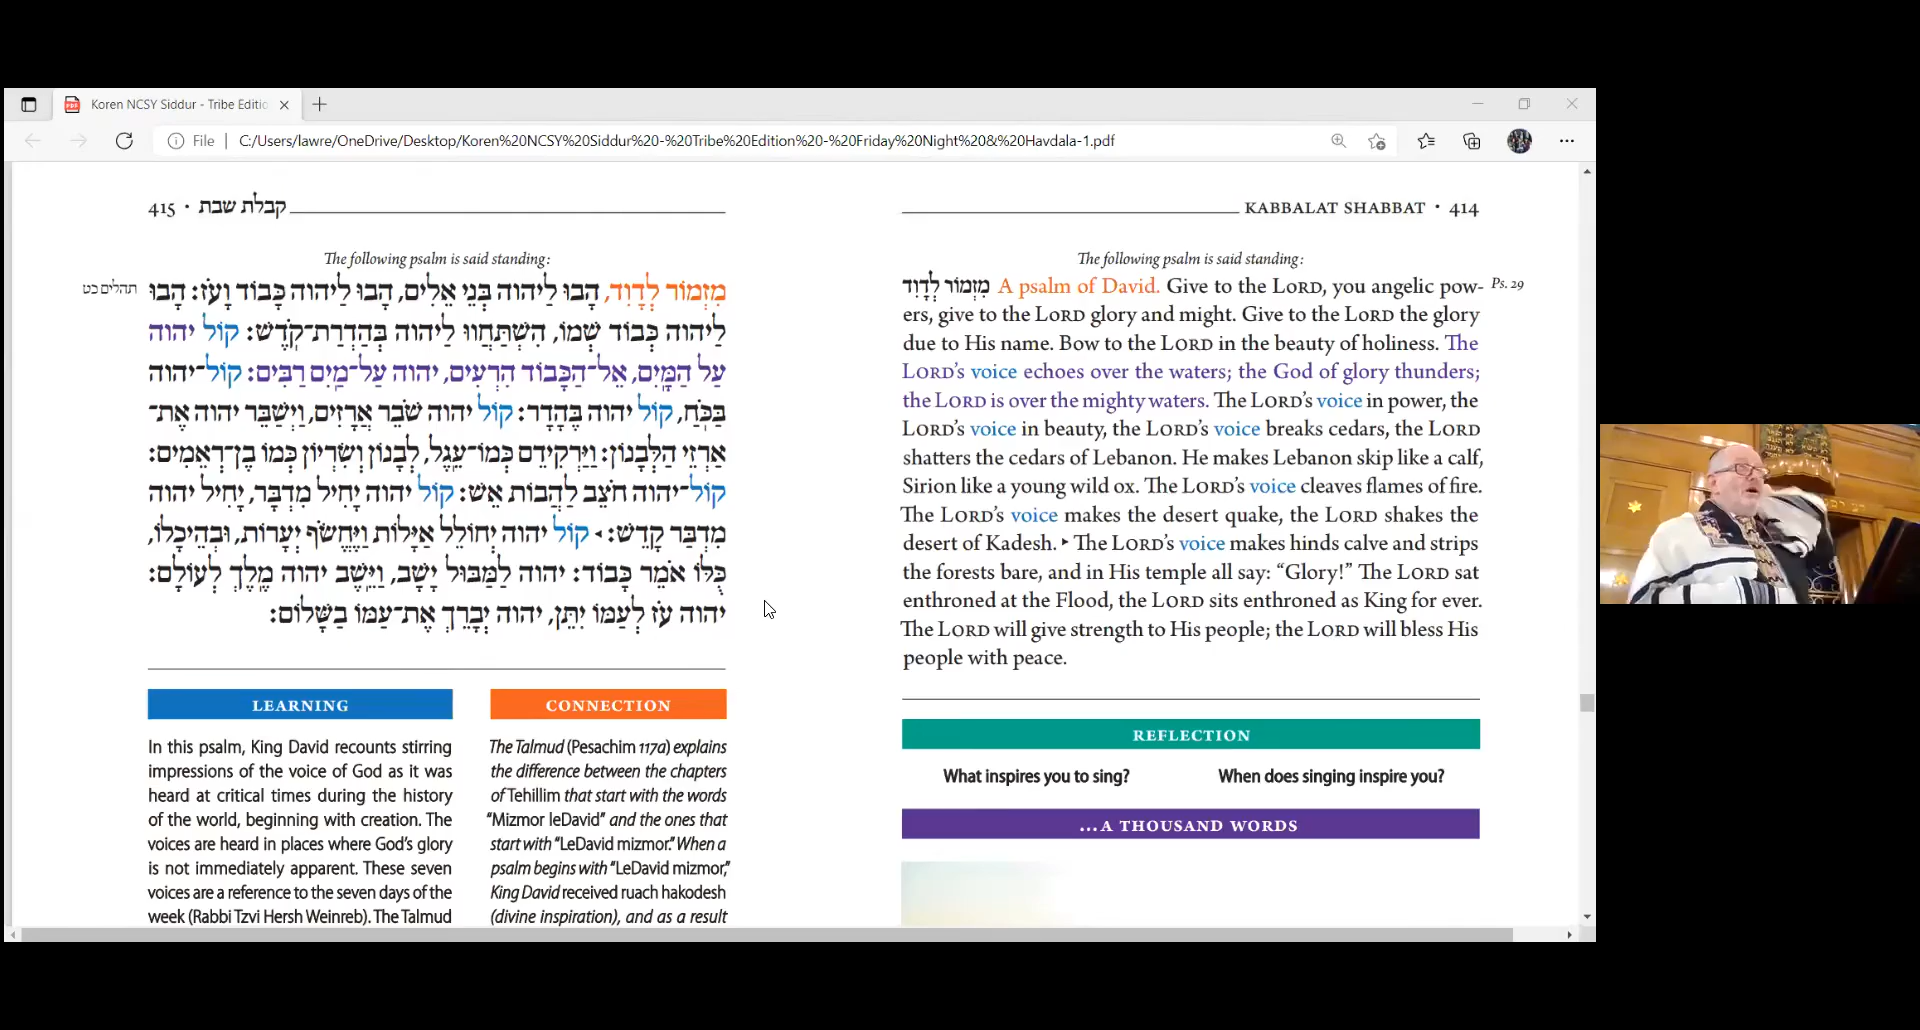 Koren NCSY Siddur - Tribe Editio
File
C:/Users/lawre/OneDrive/Desktop/Koren%20NCSY%20Siddur%20-%20Tribe%20Edition%20-%20Friday%20Night%20&%20Havdala-1.pdf
415 • קבלת שבת
The following psalm is said standing:
תהלים כט
מִזְמוֹר לְדָוִד, הָבוּ לַיהוה בְּנֵי אֵלִים, הָבוּ לַיהוה כָּבוֹד וָעֹז: הָבוּ
לַיהוה כְּבוֹד שְׁמוֹ, הִשְׁתַּחֲווּ לַיהוה בְּהַדְרַת־קֹֽדֶשׁ: קוֹל יהוה
עַל הַמָּֽיִם, אֵל־הַכָּבוֹד הִרְעִים, יהוה עַל־מַֽיִם רַבִּים: קוֹל־יהוה
בַּכֹּֽחַ, קוֹל יהוה בֶּהָדָר: קוֹל יהוה שֹׁבֵר אֲרָזִים, וַיְשַׁבֵּר יהוה אֶת־
אַרְזֵי הַלְּבָנוֹן: וַיַּרְקִידֵם כְּמוֹ־עֵֽגֶל, לְבָנוֹן וְשִׂרְיוֹן כְּמוֹ בֶן־רְאֵמִים:
קוֹל־יהוה חֹצֵב לַהֲבוֹת אֵשׁ: קוֹל יהוה יָחִיל מִדְבָּר, יָחִיל יהוה
מִדְבַּר קָדֵשׁ: ◂ קוֹל יהוה יְחוֹלֵל אַיָּלוֹת וַיֶּחֱשֹׂף יְעָרוֹת, וּבְהֵיכָלוֹ,
כֻּלּוֹ אֹמֵר כָּבוֹד: יהוה לַמַּבּוּל יָשָׁב, וַיֵּֽשֶׁב יהוה מֶֽלֶךְ לְעוֹלָם:
יהוה עֹז לְעַמּוֹ יִתֵּן, יהוה יְבָרֵךְ אֶת־עַמּוֹ בַשָּׁלוֹם:
LEARNING
In this psalm, King David recounts stirring
impressions of the voice of God as it was
heard at critical times during the history
of the world, beginning with creation. The
voices are heard in places where God's glory
is not immediately apparent. These seven
voices are a reference to the seven days of the
week (Rabbi Tzvi Hersh Weinreb). The Talmud
CONNECTION
The Talmud (Pesachim 117a) explains
the difference between the chapters
of Tehillim that start with the words
"Mizmor leDavid" and the ones that
start with "LeDavid mizmor." When a
psalm begins with "LeDavid mizmor,"
King David received ruach hakodesh
(divine inspiration), and as a result
KABBALAT SHABBAT • 414
The following psalm is said standing:
מִזְמוֹר לְדָוִד A psalm of David. Give to the LORD, you angelic pow- Ps. 29
ers, give to the LORD glory and might. Give to the LORD the glory
due to His name. Bow to the LORD in the beauty of holiness. The
LORD's voice echoes over the waters; the God of glory thunders;
the LORD is over the mighty waters. The LORD's voice in power, the
LORD's voice in beauty, the LORD's voice breaks cedars, the LORD
shatters the cedars of Lebanon. He makes Lebanon skip like a calf,
Sirion like a young wild ox. The LORD's voice cleaves flames of fire.
The LORD's voice makes the desert quake, the LORD shakes the
desert of Kadesh. ▸ The LORD's voice makes hinds calve and strips
the forests bare, and in His temple all say: "Glory!" The LORD sat
enthroned at the Flood, the LORD sits enthroned as King for ever.
The LORD will give strength to His people; the LORD will bless His
people with peace.
REFLECTION
What inspires you to sing? When does singing inspire you?
...A THOUSAND WORDS